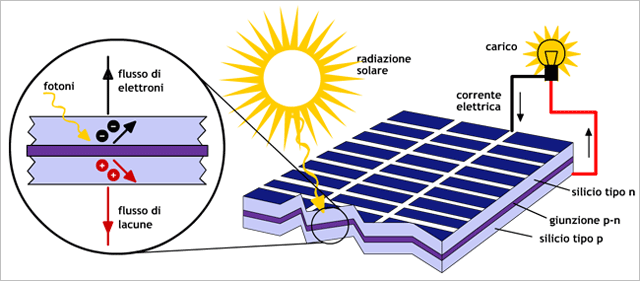 fotoni
flusso di
elettroni
flusso di
lacune
radiazione
solare
carico
corrente
elettrica
silicio tipo n
giunzione p-n
silicio tipo p